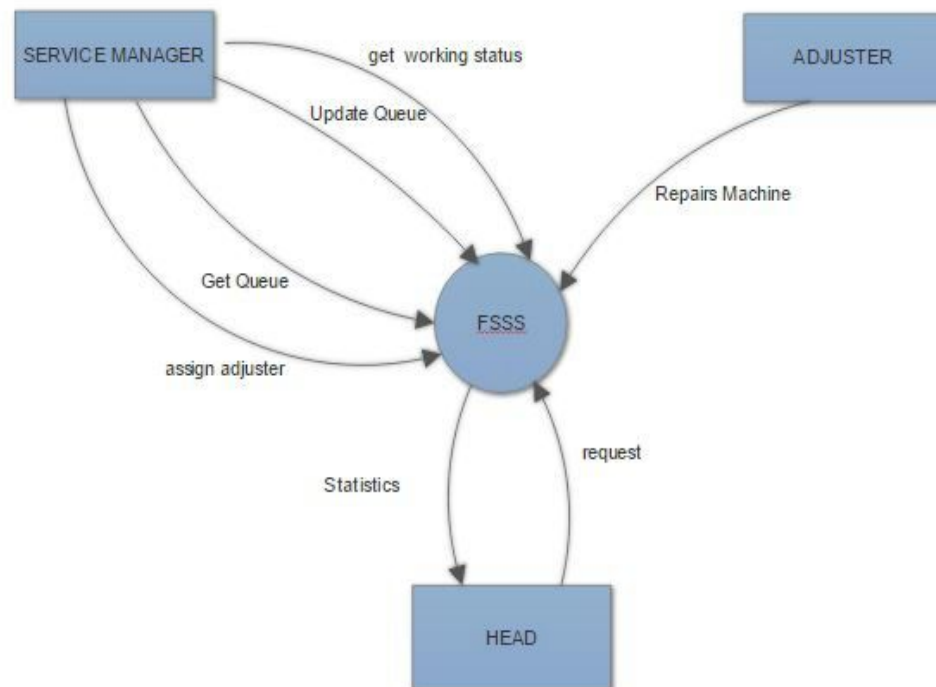 SERVICE MANAGER
get working status
ADJUSTER
Update Queue
Repairs Machine
Get Queue
FSSS
assign adjuster
request
Statistics
HEAD